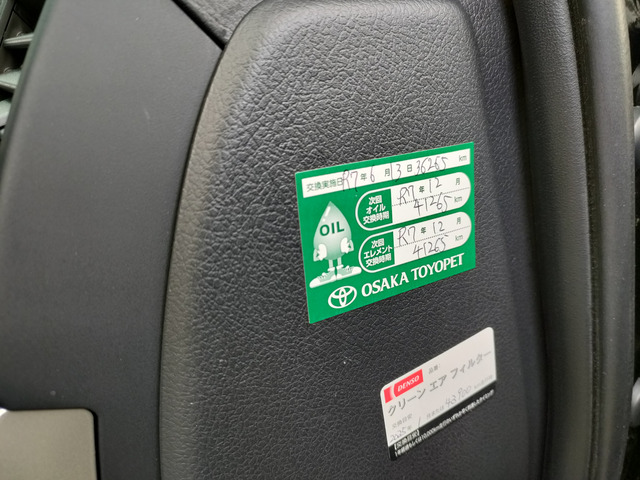 交換実施日 R7年 6月 13日 36265 km
OIL
次回オイル交換時期
R7年 12月
41265 km
次回エレメント交換時期
R7年 12月
41265 km
OSAKA TOYOPET
DENSO
クリーン エア フィルター